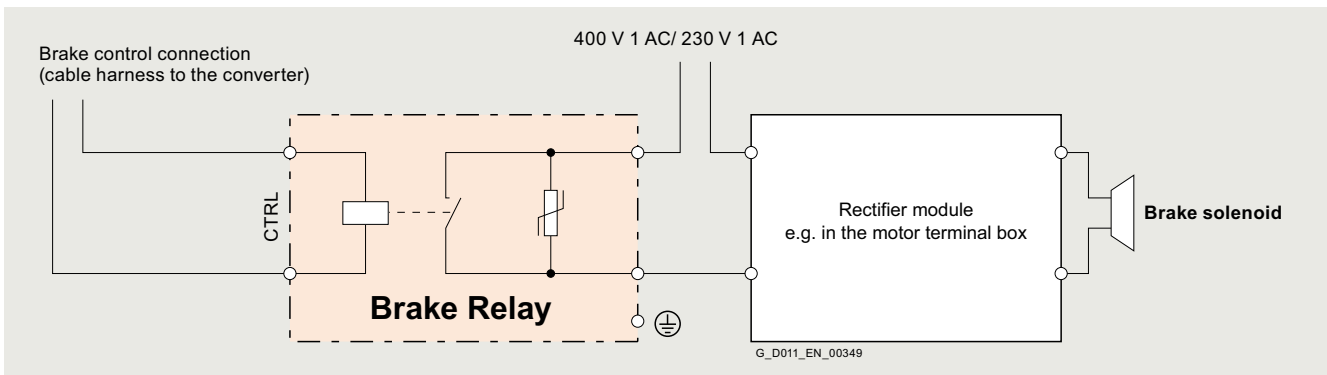 Brake control connection
(cable harness to the converter)
400 V 1 AC/ 230 V 1 AC
CTRL
Brake Relay
Rectifier module
e.g. in the motor terminal box
Brake solenoid
G_D011_EN_00349